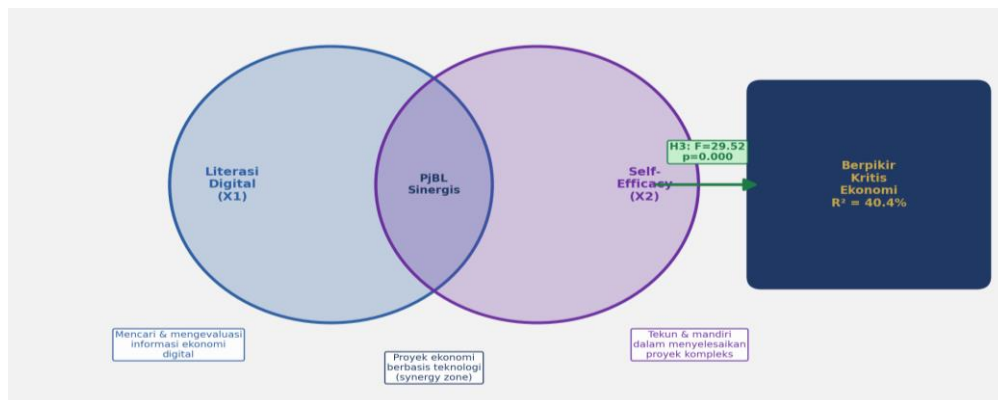 Literasi
Digital
(X1)
PjBL
Sinergis
Self-
Efficacy
(X2)
H3: F=29.52
p=0.000
Berpikir
Kritis
Ekonomi
R² = 40.4%
Mencari & mengevaluasi
informasi ekonomi
digital
Proyek ekonomi
berbasis teknologi
(synergy zone)
Tekun & mandiri
dalam menyelesaikan
proyek kompleks